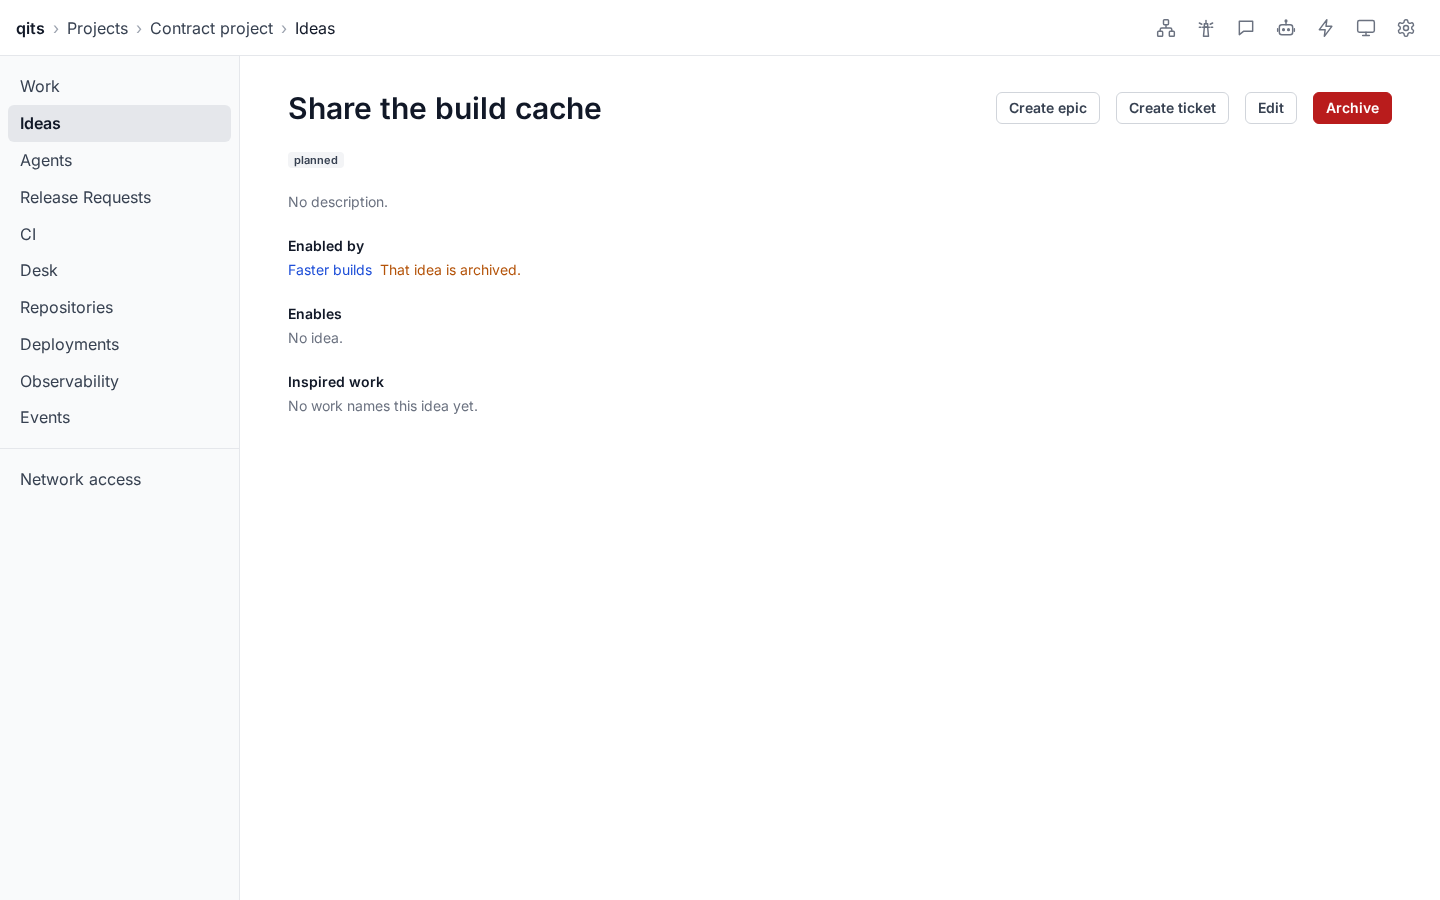 qits › Projects › Contract project › Ideas
Work
Ideas
Agents
Release Requests
CI
Desk
Repositories
Deployments
Observability
Events
Network access
Share the build cache
Create epic
Create ticket
Edit
Archive
planned
No description.
Enabled by
Faster builds That idea is archived.
Enables
No idea.
Inspired work
No work names this idea yet.